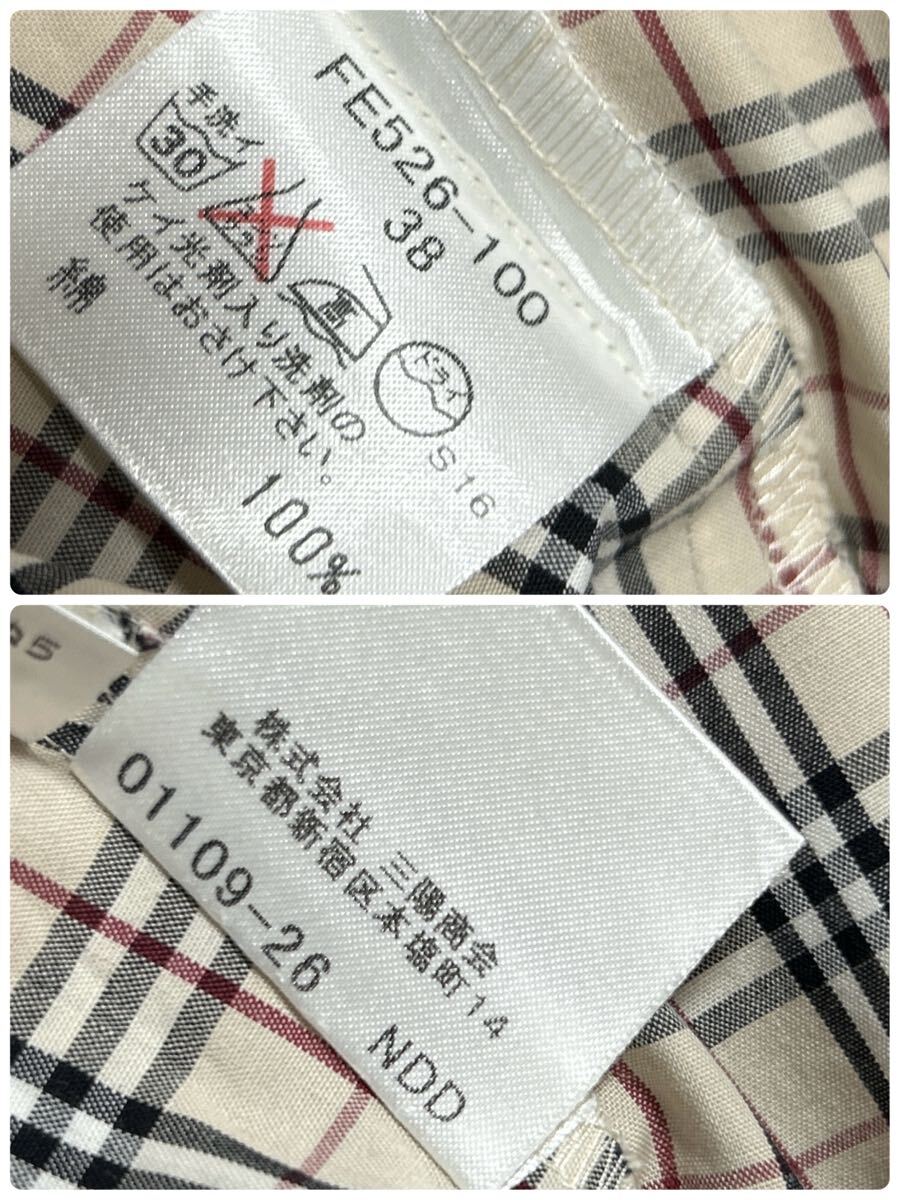 FE526-100
38
手洗イ
30
ドライ
S16
ケイ光剤入り洗剤の
使用はおさけ下さい。
綿 100%
株式会社 三陽商会
東京都新宿区本塩町14
01109-26 NDD